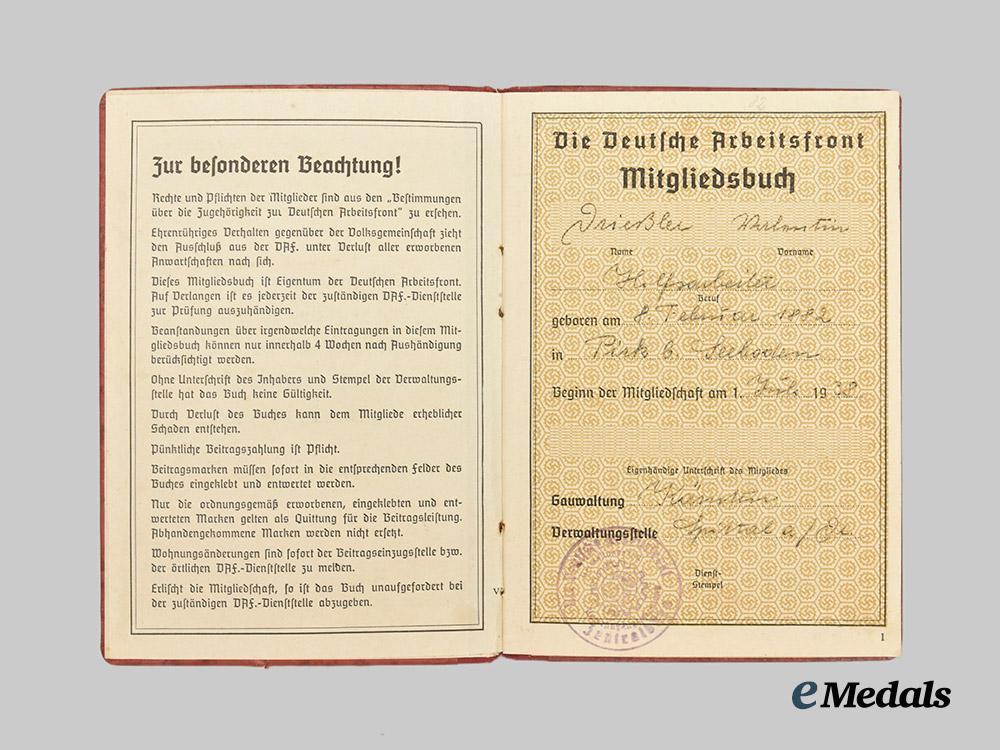 Zur besonderen Beachtung!
Rechte und Pflichten der Mitglieder sind aus den „Bestimmungen
über die Zugehörigkeit zur Deutschen Arbeitsfront“ zu ersehen.
Ehrenrühriges Verhalten gegenüber der Volksgemeinschaft zieht
den Ausschluß aus der DAF. unter Verlust aller erworbenen
Anwartschaften nach sich.
Dieses Mitgliedsbuch ist Eigentum der Deutschen Arbeitsfront.
Auf Verlangen ist es jederzeit der zuständigen DAF.-Dienststelle
zur Prüfung auszuhändigen.
Beanstandungen über irgendwelche Eintragungen in diesem Mit-
gliedsbuch können nur innerhalb 4 Wochen nach Aushändigung
berücksichtigt werden.
Ohne Unterschrift des Inhabers und Stempel der Verwaltungs-
stelle hat das Buch keine Gültigkeit.
Durch Verlust des Buches kann dem Mitgliede erheblicher
Schaden entstehen.
Pünktliche Beitragszahlung ist Pflicht.
Beitragsmarken müssen sofort in die entsprechenden Felder des
Buches eingeklebt und entwertet werden.
Nur die ordnungsgemäß erworbenen, eingeklebten und ent-
werteten Marken gelten als Quittung für die Beitragsleistung.
Abhandengekommene Marken werden nicht ersetzt.
Wohnungsänderungen sind sofort der Beitragseinzugsstelle bzw.
der örtlichen DAF.-Dienststelle zu melden.
Erlischt die Mitgliedschaft, so ist das Buch unaufgefordert bei
der zuständigen DAF.-Dienststelle abzugeben.
Die Deutsche Arbeitsfront
Mitgliedsbuch
Drießler Valentin
Name Vorname
Hilfsarbeiter
Beruf
geboren am 8. Februar 1882
in Pirk b. Seeboden
Beginn der Mitgliedschaft am 1. Juli 1938
Eigenhändige Unterschrift des Mitgliedes
Gauwaltung Kärnten
Verwaltungsstelle Spittal a/Dr
Dienst-
Stempel
1
eMedals